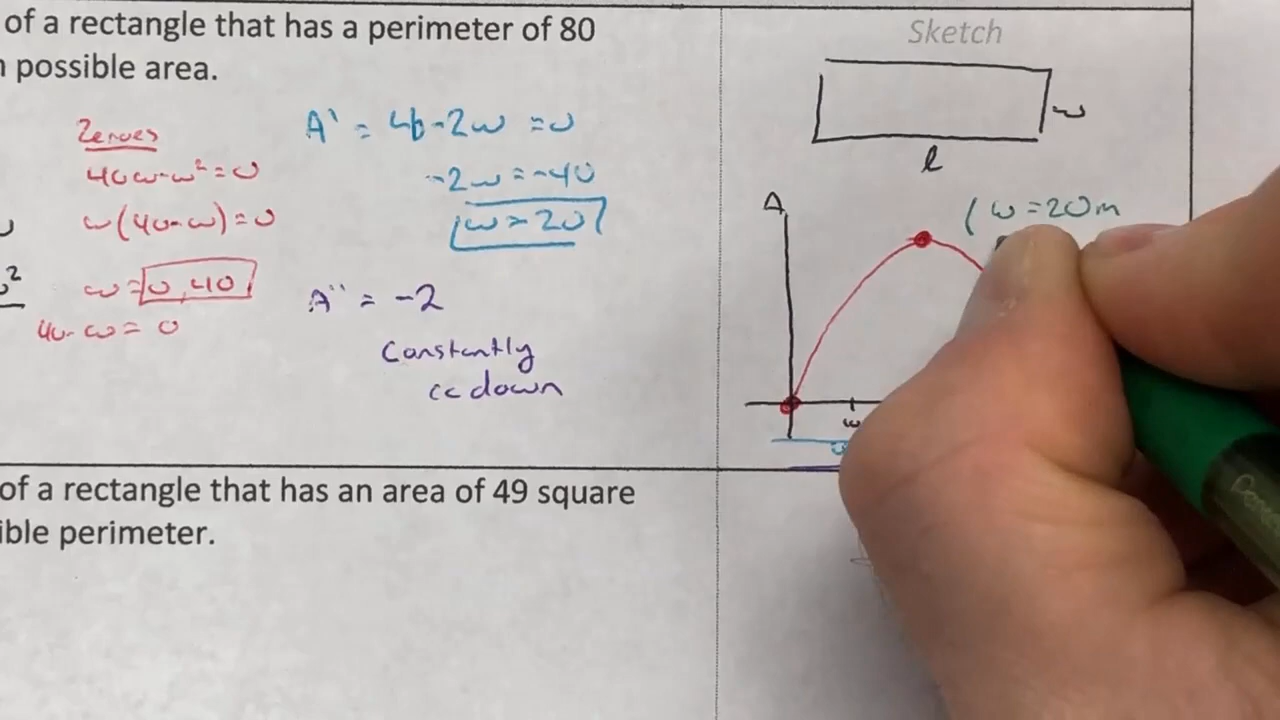 of a rectangle that has a perimeter of 80
possible area.
Sketch
Zeroes
40w-w²=0
w(40-w)=0
w=0,40
40-w=0
A' = 40-2w =0
-2w=-40
w=20
A'' = -2
Constantly
cc down
w
l
A
(w=20m
w
of a rectangle that has an area of 49 square
ible perimeter.